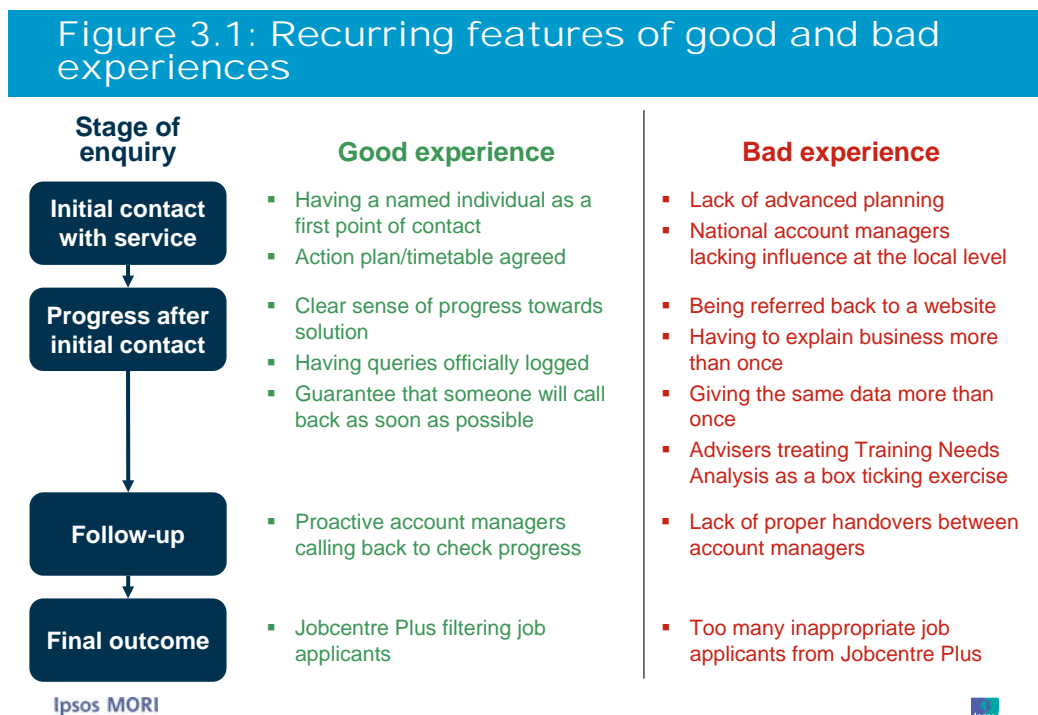 Figure 3.1: Recurring features of good and bad
experiences
Stage of
enquiry
Good experience
Bad experience
Initial contact
with service
▪ Having a named individual as a
first point of contact
▪ Action plan/timetable agreed
▪ Lack of advanced planning
▪ National account managers
lacking influence at the local level
Progress after
initial contact
▪ Clear sense of progress towards
solution
▪ Having queries officially logged
▪ Guarantee that someone will call
back as soon as possible
▪ Being referred back to a website
▪ Having to explain business more
than once
▪ Giving the same data more than
once
▪ Advisers treating Training Needs
Analysis as a box ticking exercise
Follow-up
▪ Proactive account managers
calling back to check progress
▪ Lack of proper handovers between
account managers
Final outcome
▪ Jobcentre Plus filtering job
applicants
▪ Too many inappropriate job
applicants from Jobcentre Plus
Ipsos MORI